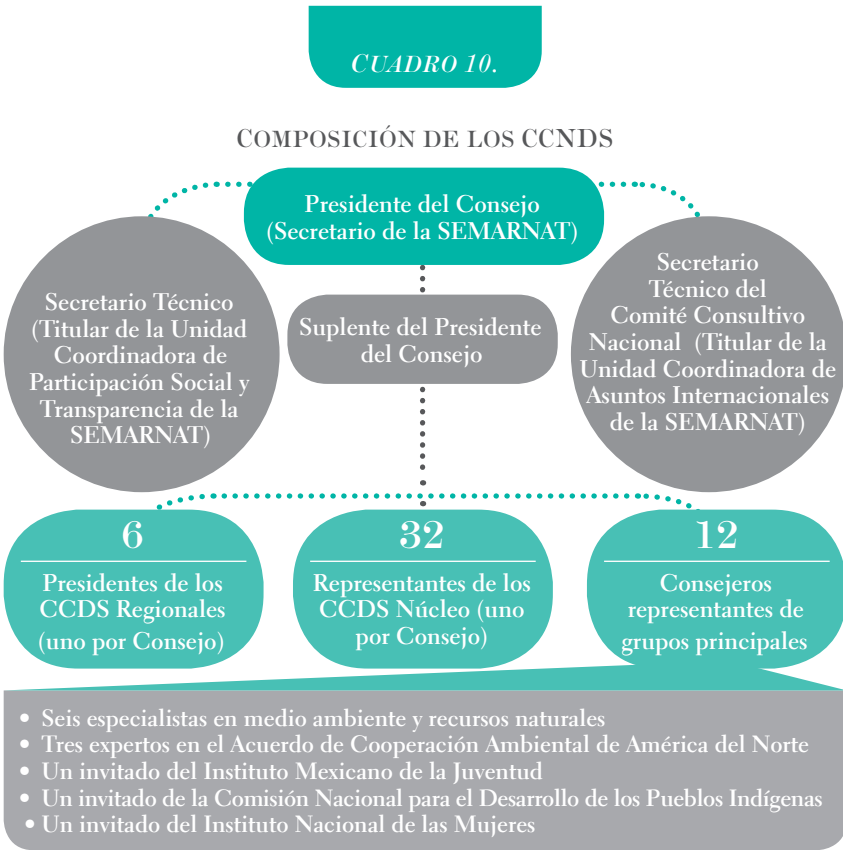 CUADRO 10.
COMPOSICIÓN DE LOS CCNDS
Presidente del Consejo
(Secretario de la SEMARNAT)
Secretario Técnico
(Titular de la Unidad
Coordinadora de
Participación Social y
Transparencia de la
SEMARNAT)
Suplente del Presidente
del Consejo
Secretario
Técnico del
Comité Consultivo
Nacional (Titular de la
Unidad Coordinadora de
Asuntos Internacionales
de la SEMARNAT)
6
Presidentes de los
CCDS Regionales
(uno por Consejo)
32
Representantes de los
CCDS Núcleo (uno
por Consejo)
12
Consejeros
representantes de
grupos principales
• Seis especialistas en medio ambiente y recursos naturales
• Tres expertos en el Acuerdo de Cooperación Ambiental de América del Norte
• Un invitado del Instituto Mexicano de la Juventud
• Un invitado de la Comisión Nacional para el Desarrollo de los Pueblos Indígenas
• Un invitado del Instituto Nacional de las Mujeres